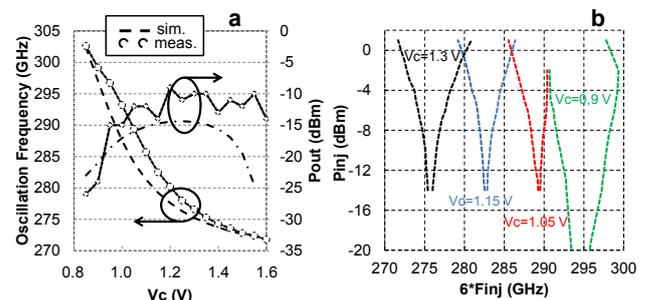 a
sim.
meas.
Oscillation Frequency (GHz)
305
300
295
290
285
280
275
270
0
-5
-10
-15
-20
-25
-30
-35
Pout (dBm)
0.8 1.0 1.2 1.4 1.6
Vc (V)
b
Pinj (dBm)
0
-4
-8
-12
-16
-20
Vc=1.3 V
Vc=0,9 V
Vc=1.15 V
Vc=1.05 V
270 275 280 285 290 295 300
6*Finj (GHz)